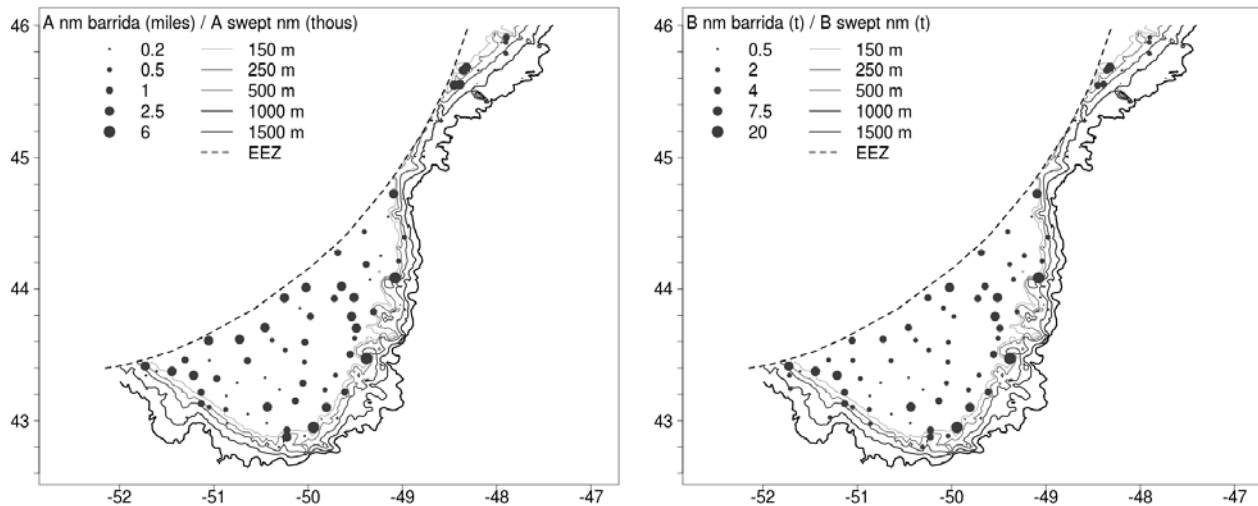 A nm barrida (miles) / A swept nm (thous)
0.2 150 m
0.5 250 m
1 500 m
2.5 1000 m
6 1500 m
EEZ
46
45
44
43
-52 -51 -50 -49 -48 -47
B nm barrida (t) / B swept nm (t)
0.5 150 m
2 250 m
4 500 m
7.5 1000 m
20 1500 m
EEZ
46
45
44
43
-52 -51 -50 -49 -48 -47